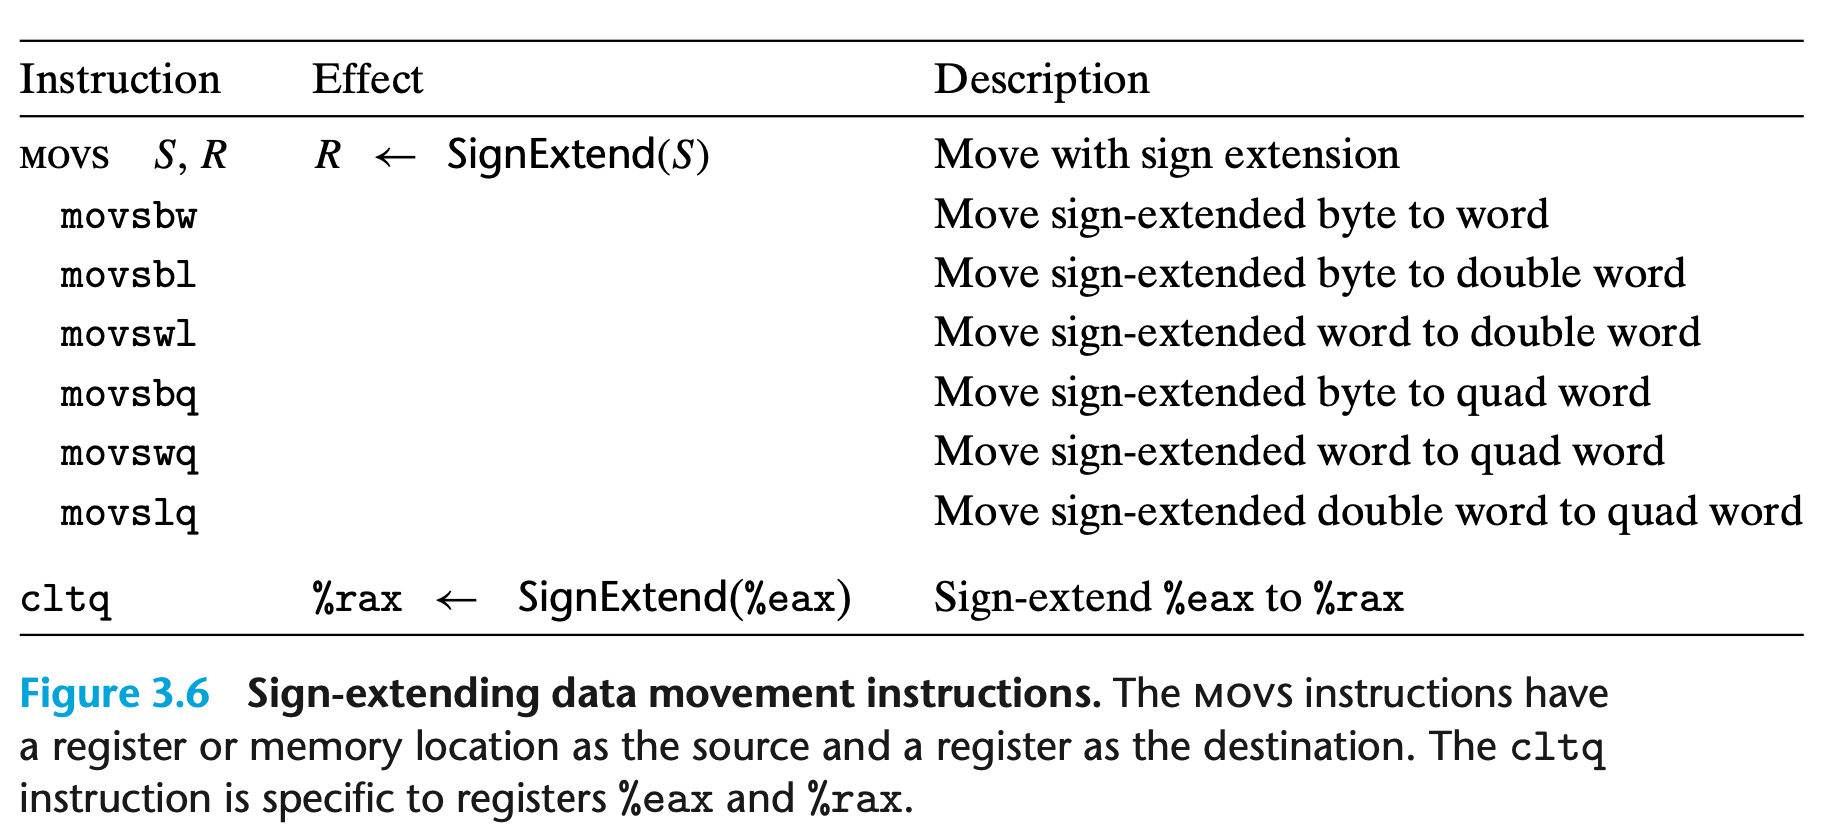 Instruction Effect Description
MOVS S, R R ← SignExtend(S) Move with sign extension
movsbw Move sign-extended byte to word
movsbl Move sign-extended byte to double word
movswl Move sign-extended word to double word
movsbq Move sign-extended byte to quad word
movswq Move sign-extended word to quad word
movslq Move sign-extended double word to quad word
cltq %rax ← SignExtend(%eax) Sign-extend %eax to %rax
Figure 3.6 Sign-extending data movement instructions. The MOVS instructions have
a register or memory location as the source and a register as the destination. The cltq
instruction is specific to registers %eax and %rax.